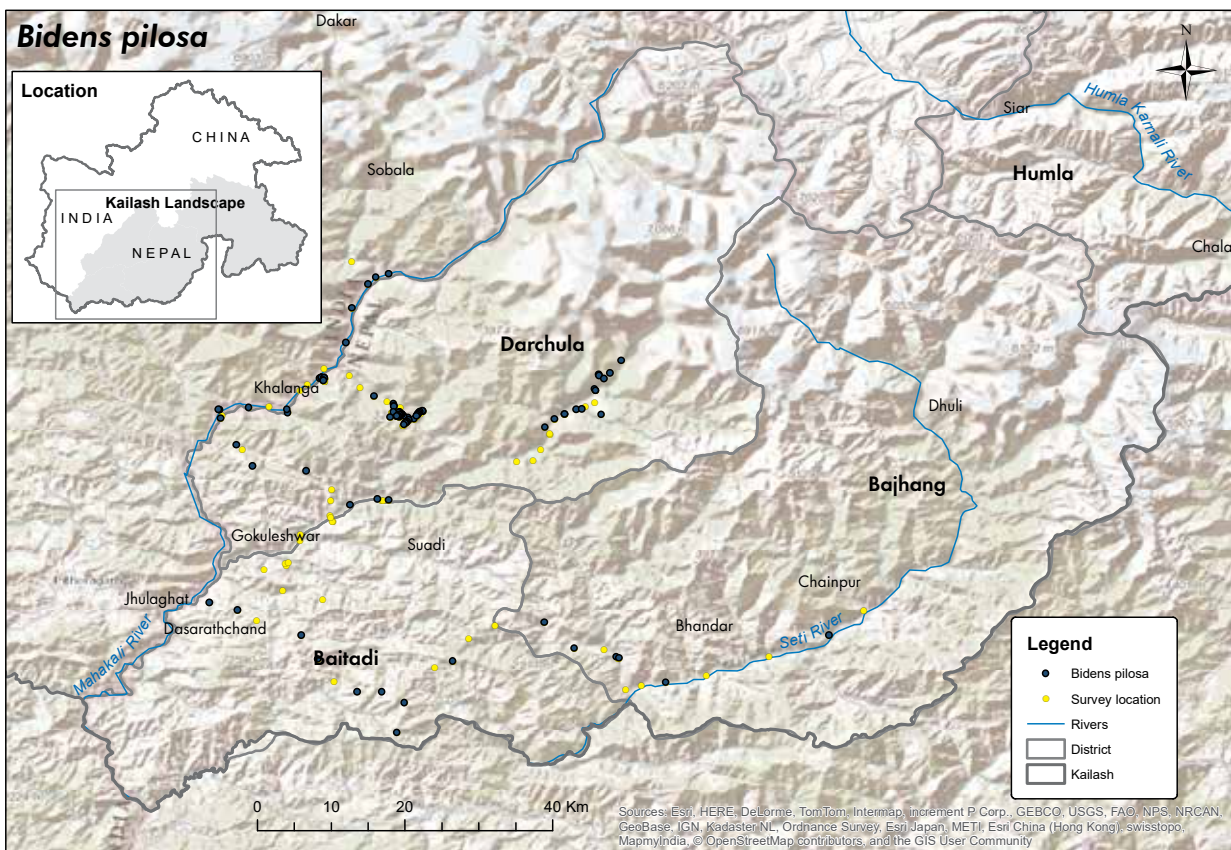 Bidens pilosa
Dakar
N
Location
CHINA
Kailash Landscape
INDIA
NEPAL
Siar
Humla Karnali River
Sobala
Humla
Chala
Darchula
Khalanga
Dhuli
Bajhang
Gokuleshwar
Suadi
Chainpur
Jhulaghat
Dasarathchand
Bhandar
Seti River
Mahakali River
Baitadi
Legend
Bidens pilosa
Survey location
Rivers
District
Kailash
0 10 20 40 Km
Sources: Esri, HERE, DeLorme, TomTom, Intermap, increment P Corp., GEBCO, USGS, FAO, NPS, NRCAN,
GeoBase, IGN, Kadaster NL, Ordnance Survey, Esri Japan, METI, Esri China (Hong Kong), swisstopo,
MapmyIndia, © OpenStreetMap contributors, and the GIS User Community